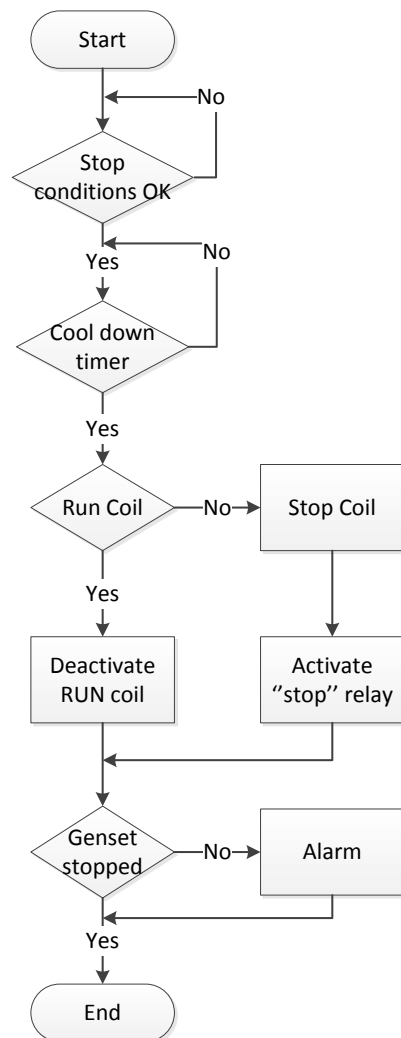 Start
No
Stop
conditions OK
No
Yes
Cool down
timer
Yes
Run Coil
No
Stop Coil
Yes
Deactivate
RUN coil
Activate
‘’stop’’ relay
Genset
stopped
No
Alarm
Yes
End